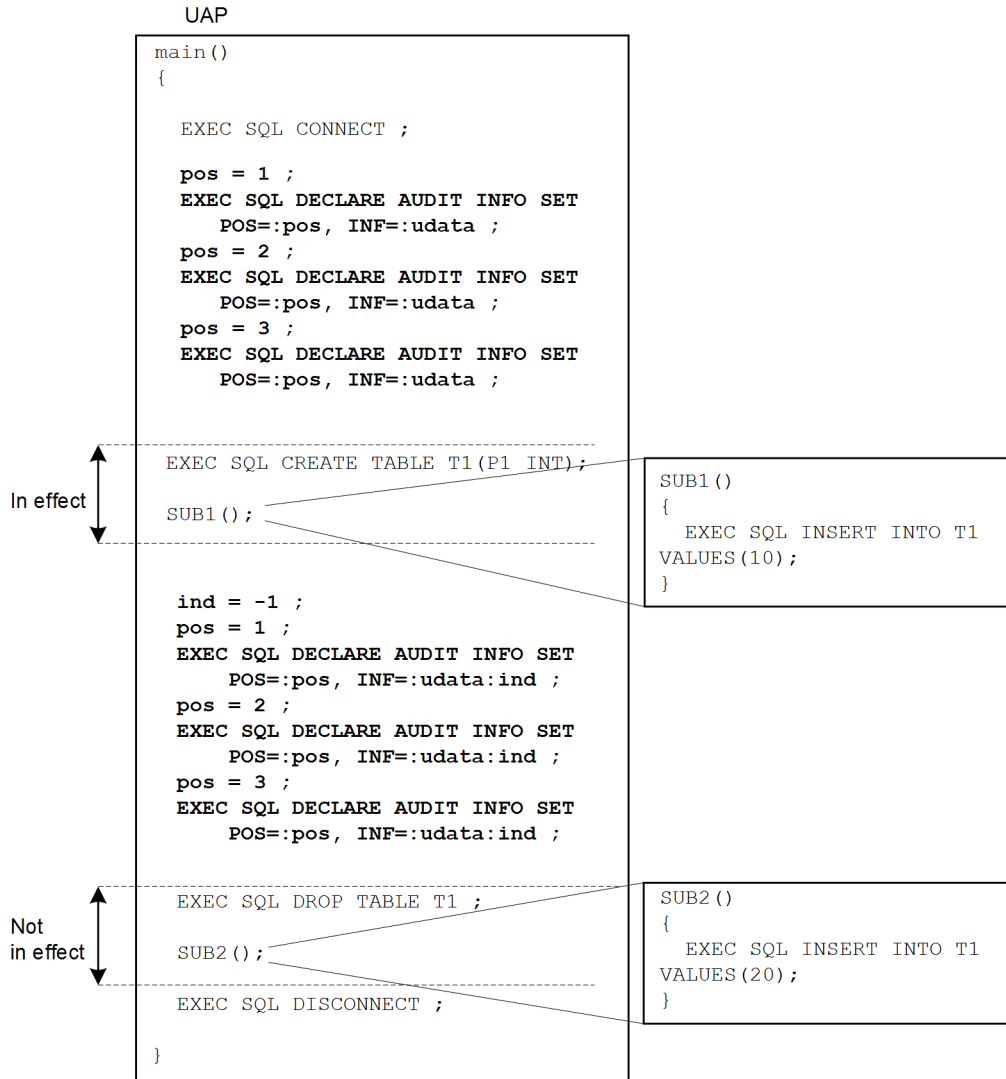 UAP
main()
{
EXEC SQL CONNECT ;
pos = 1 ;
EXEC SQL DECLARE AUDIT INFO SET
POS=:pos, INF=:udata ;
pos = 2 ;
EXEC SQL DECLARE AUDIT INFO SET
POS=:pos, INF=:udata ;
pos = 3 ;
EXEC SQL DECLARE AUDIT INFO SET
POS=:pos, INF=:udata ;
In effect
EXEC SQL CREATE TABLE T1(P1 INT);
SUB1();
SUB1()
{
EXEC SQL INSERT INTO T1
VALUES(10);
}
ind = -1 ;
pos = 1 ;
EXEC SQL DECLARE AUDIT INFO SET
POS=:pos, INF=:udata:ind ;
pos = 2 ;
EXEC SQL DECLARE AUDIT INFO SET
POS=:pos, INF=:udata:ind ;
pos = 3 ;
EXEC SQL DECLARE AUDIT INFO SET
POS=:pos, INF=:udata:ind ;
Not
in effect
EXEC SQL DROP TABLE T1 ;
SUB2();
SUB2()
{
EXEC SQL INSERT INTO T1
VALUES(20);
}
EXEC SQL DISCONNECT ;
}